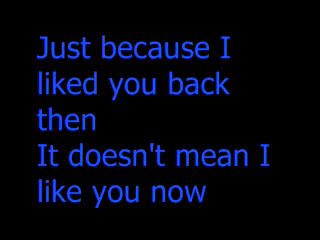 Just because I
liked you back
then
It doesn't mean I
like you now